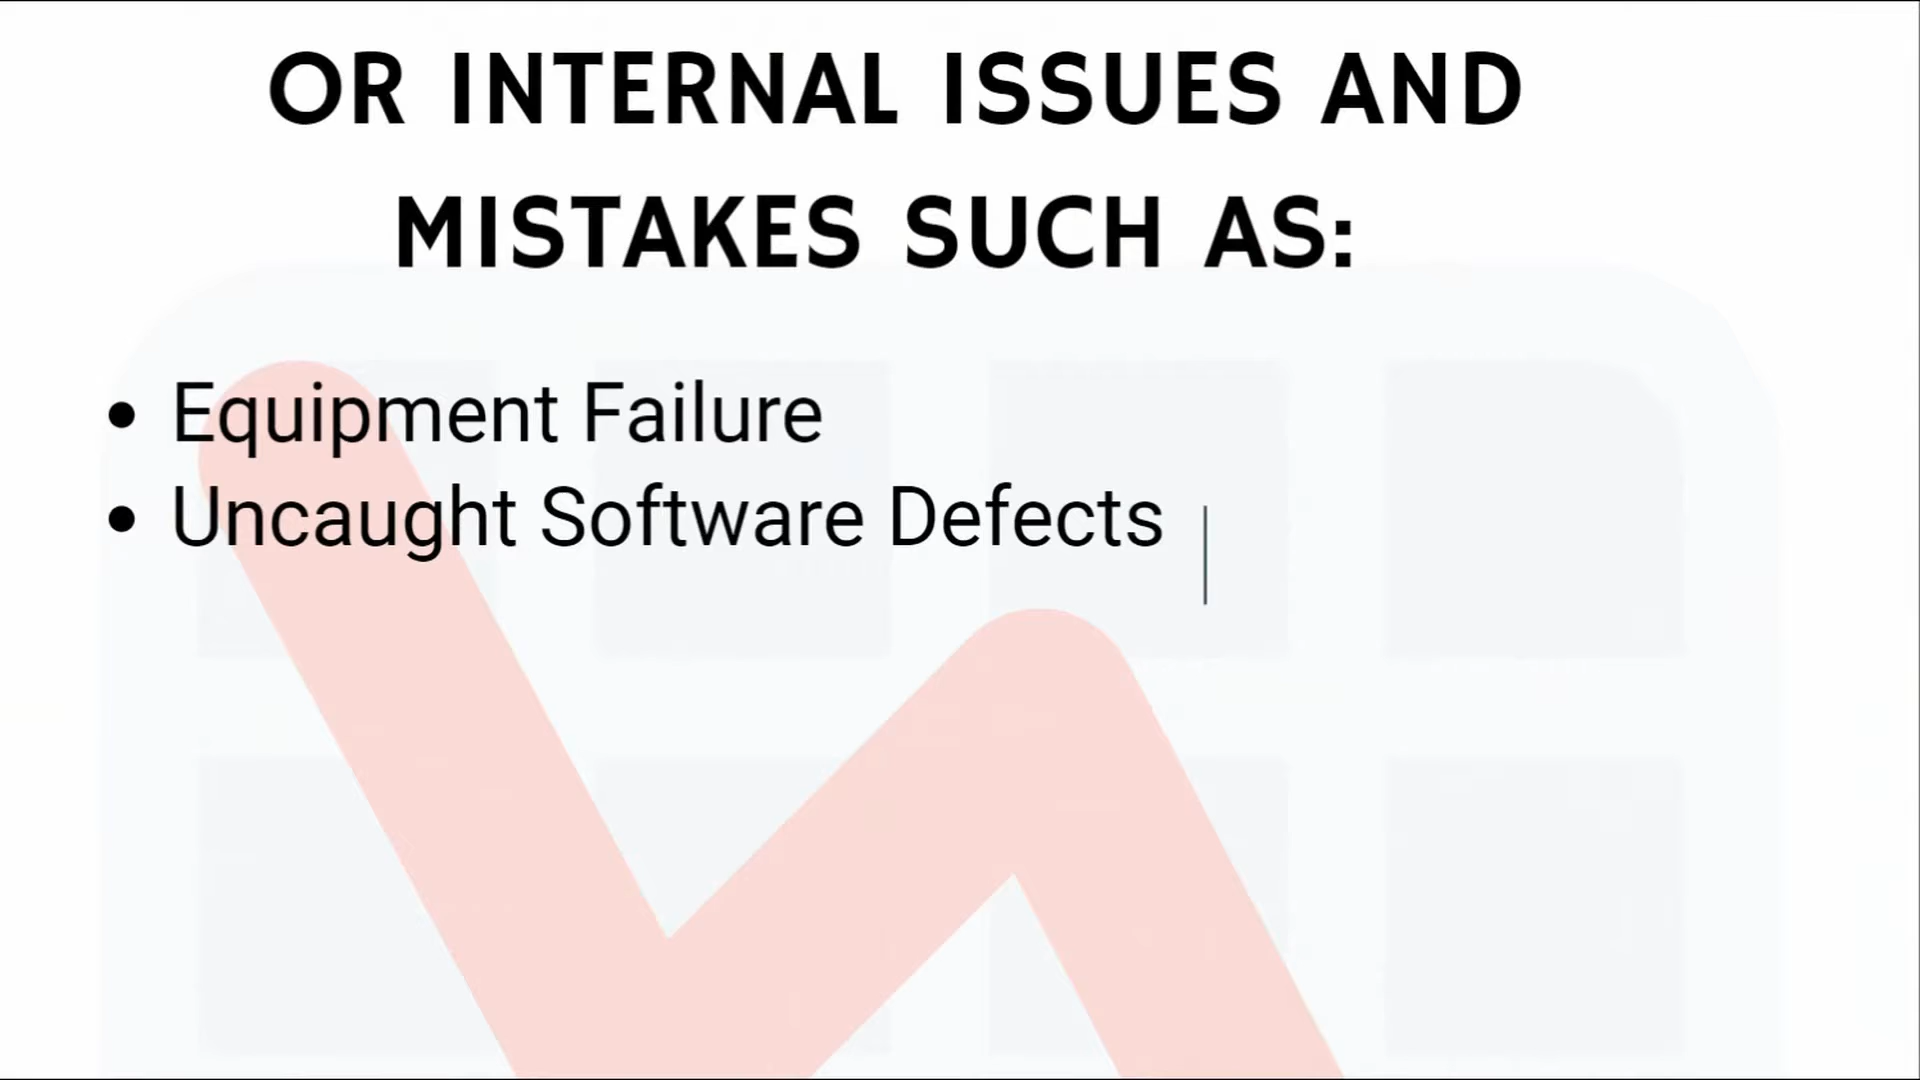 OR INTERNAL ISSUES AND
MISTAKES SUCH AS:
• Equipment Failure
• Uncaught Software Defects